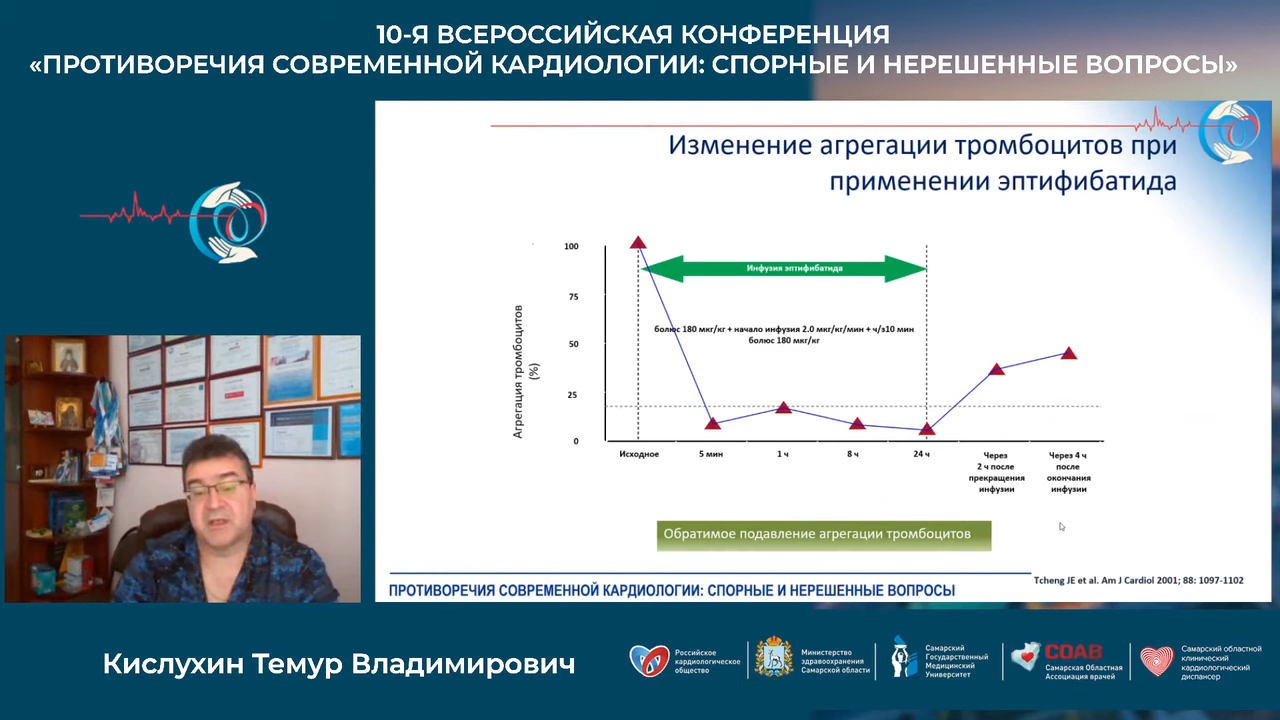 10-Я ВСЕРОССИЙСКАЯ КОНФЕРЕНЦИЯ
«ПРОТИВОРЕЧИЯ СОВРЕМЕННОЙ КАРДИОЛОГИИ: СПОРНЫЕ И НЕРЕШЕННЫЕ ВОПРОСЫ»
Изменение агрегации тромбоцитов при
применении эптифибатида
Агрегация тромбоцитов
(%)
100
75
50
25
0
Инфузия эптифибатида
болюс 180 мкг/кг + начало инфузия 2.0 мкг/кг/мин + ч/з10 мин
болюс 180 мкг/кг
Исходное
5 мин
1 ч
8 ч
24 ч
Через
2 ч после
прекращения
инфузии
Через 4 ч
после
окончания
инфузии
Обратимое подавление агрегации тромбоцитов
Tcheng JE et al. Am J Cardiol 2001; 88: 1097-1102
ПРОТИВОРЕЧИЯ СОВРЕМЕННОЙ КАРДИОЛОГИИ: СПОРНЫЕ И НЕРЕШЕННЫЕ ВОПРОСЫ
Кислухин Темур Владимирович
Российское
кардиологическое
общество
Министерство
здравоохранения
Самарской области
Самарский
Государственный
Медицинский
Университет
СОАВ
Самарская Областная
Ассоциация врачей
Самарский областной
клинический
кардиологический
диспансер